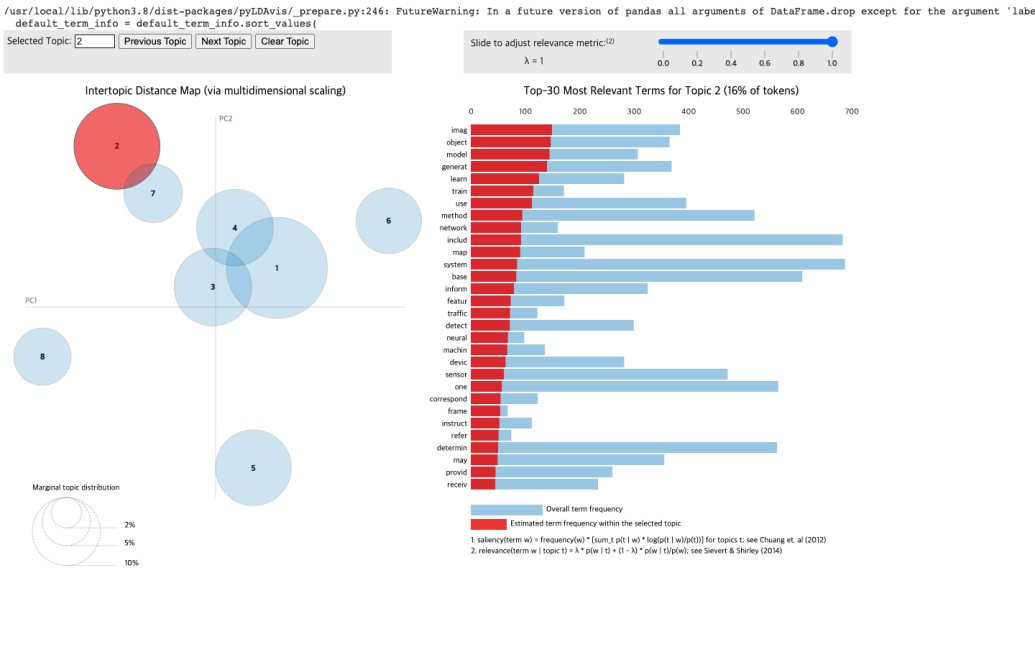 /usr/local/lib/python3.8/dist-packages/pyLDAvis/_prepare.py:246: FutureWarning: In a future version of pandas all arguments of DataFrame.drop except for the argument 'labe
default_term_info = default_term_info.sort_values(
Selected Topic: 2 Previous Topic Next Topic Clear Topic
Slide to adjust relevance metric:(2)
λ = 1
0.0 0.2 0.4 0.6 0.8 1.0
Intertopic Distance Map (via multidimensional scaling)
PC2
PC1
2
7
4
6
1
3
8
5
Marginal topic distribution
2%
5%
10%
Top-30 Most Relevant Terms for Topic 2 (16% of tokens)
0 100 200 300 400 500 600 700
imag
object
model
generat
learn
train
use
method
network
includ
map
system
base
inform
featur
traffic
detect
neural
machin
devic
sensor
one
correspond
frame
instruct
refer
determin
may
provid
receiv
Overall term frequency
Estimated term frequency within the selected topic
1. saliency(term w) = frequency(w) * [sum_t p(t | w) * log(p(t | w)/p(t))] for topics t; see Chuang et. al (2012)
2. relevance(term w | topic t) = λ * p(w | t) + (1 - λ) * p(w | t)/p(w); see Sievert & Shirley (2014)